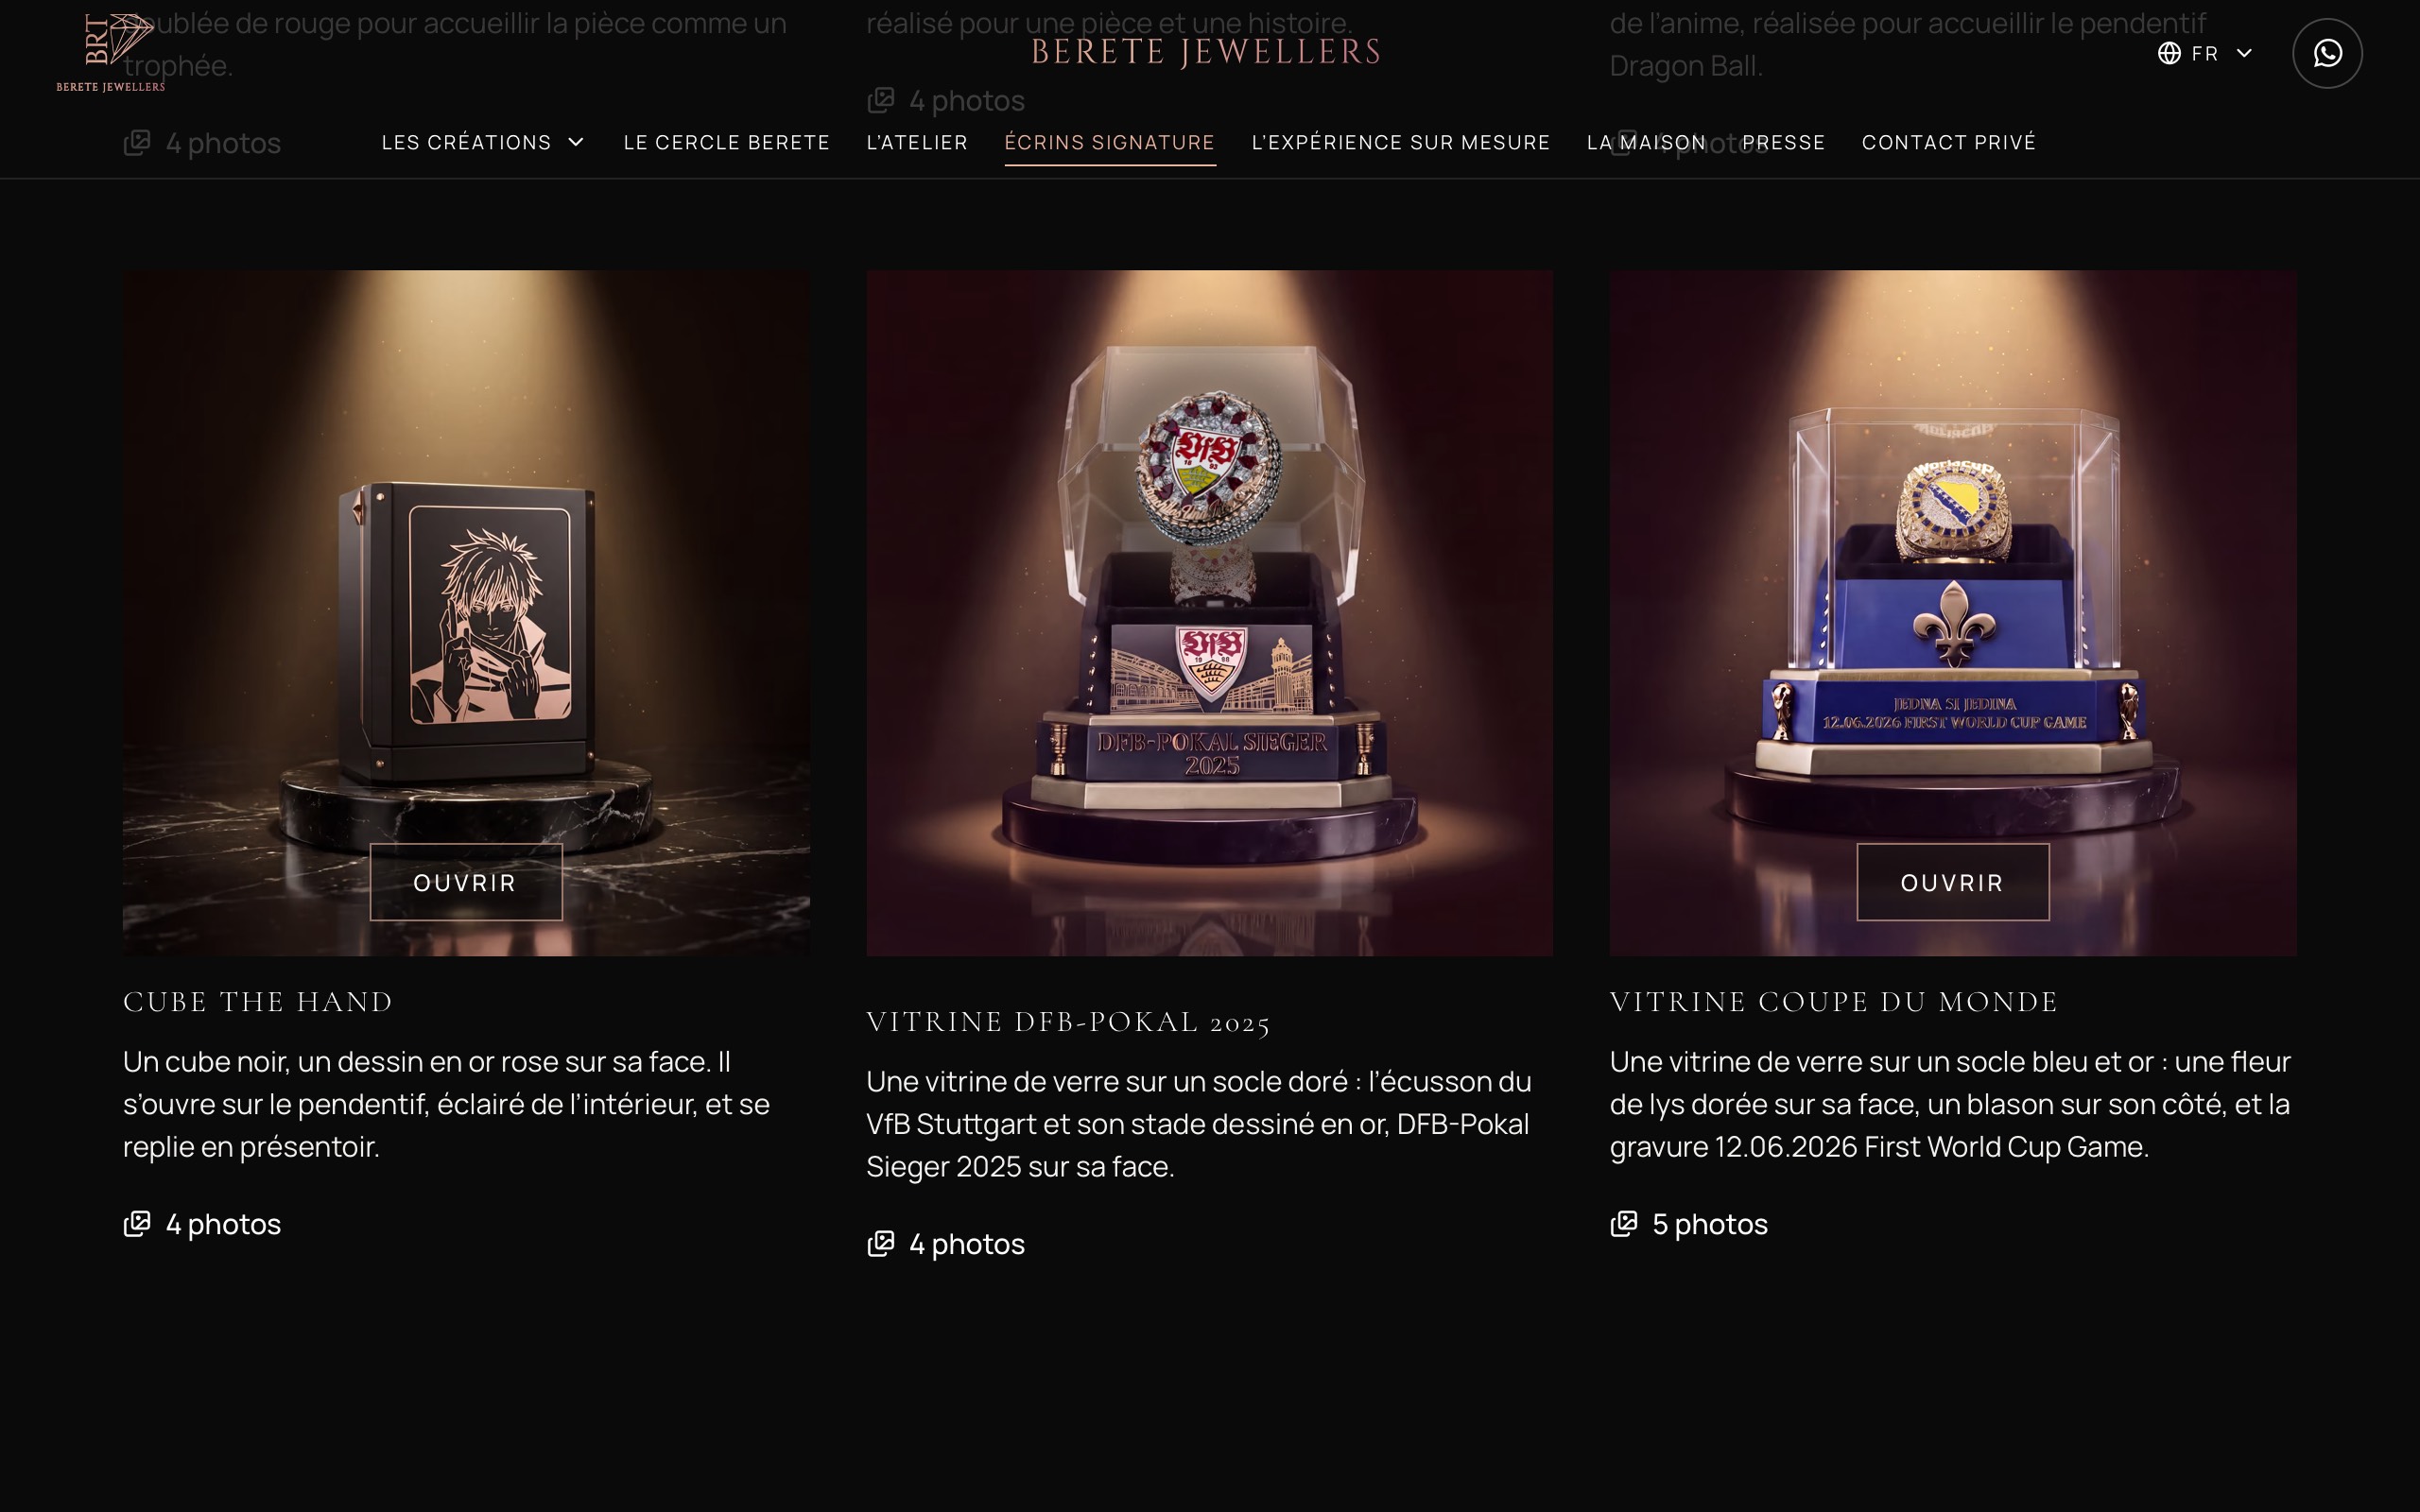 doublée de rouge pour accueillir la pièce comme un
trophée.
4 photos
réalisé pour une pièce et une histoire.
4 photos
de l’anime, réalisée pour accueillir le pendentif
Dragon Ball.
4 photos
BRT
BERETE JEWELLERS
BERETE JEWELLERS
FR
LES CRÉATIONS
LE CERCLE BERETE
L’ATELIER
ÉCRINS SIGNATURE
L’EXPÉRIENCE SUR MESURE
LA MAISON
PRESSE
CONTACT PRIVÉ
OUVRIR
CUBE THE HAND
Un cube noir, un dessin en or rose sur sa face. Il
s’ouvre sur le pendentif, éclairé de l’intérieur, et se
replie en présentoir.
4 photos
VfB
18 93
VfB
DFB-POKAL SIEGER
2025
VITRINE DFB-POKAL 2025
Une vitrine de verre sur un socle doré : l’écusson du
VfB Stuttgart et son stade dessiné en or, DFB-Pokal
Sieger 2025 sur sa face.
4 photos
WORLDCUP
JEDNA SI JEDINA
12.06.2026 FIRST WORLD CUP GAME
OUVRIR
VITRINE COUPE DU MONDE
Une vitrine de verre sur un socle bleu et or : une fleur
de lys dorée sur sa face, un blason sur son côté, et la
gravure 12.06.2026 First World Cup Game.
5 photos